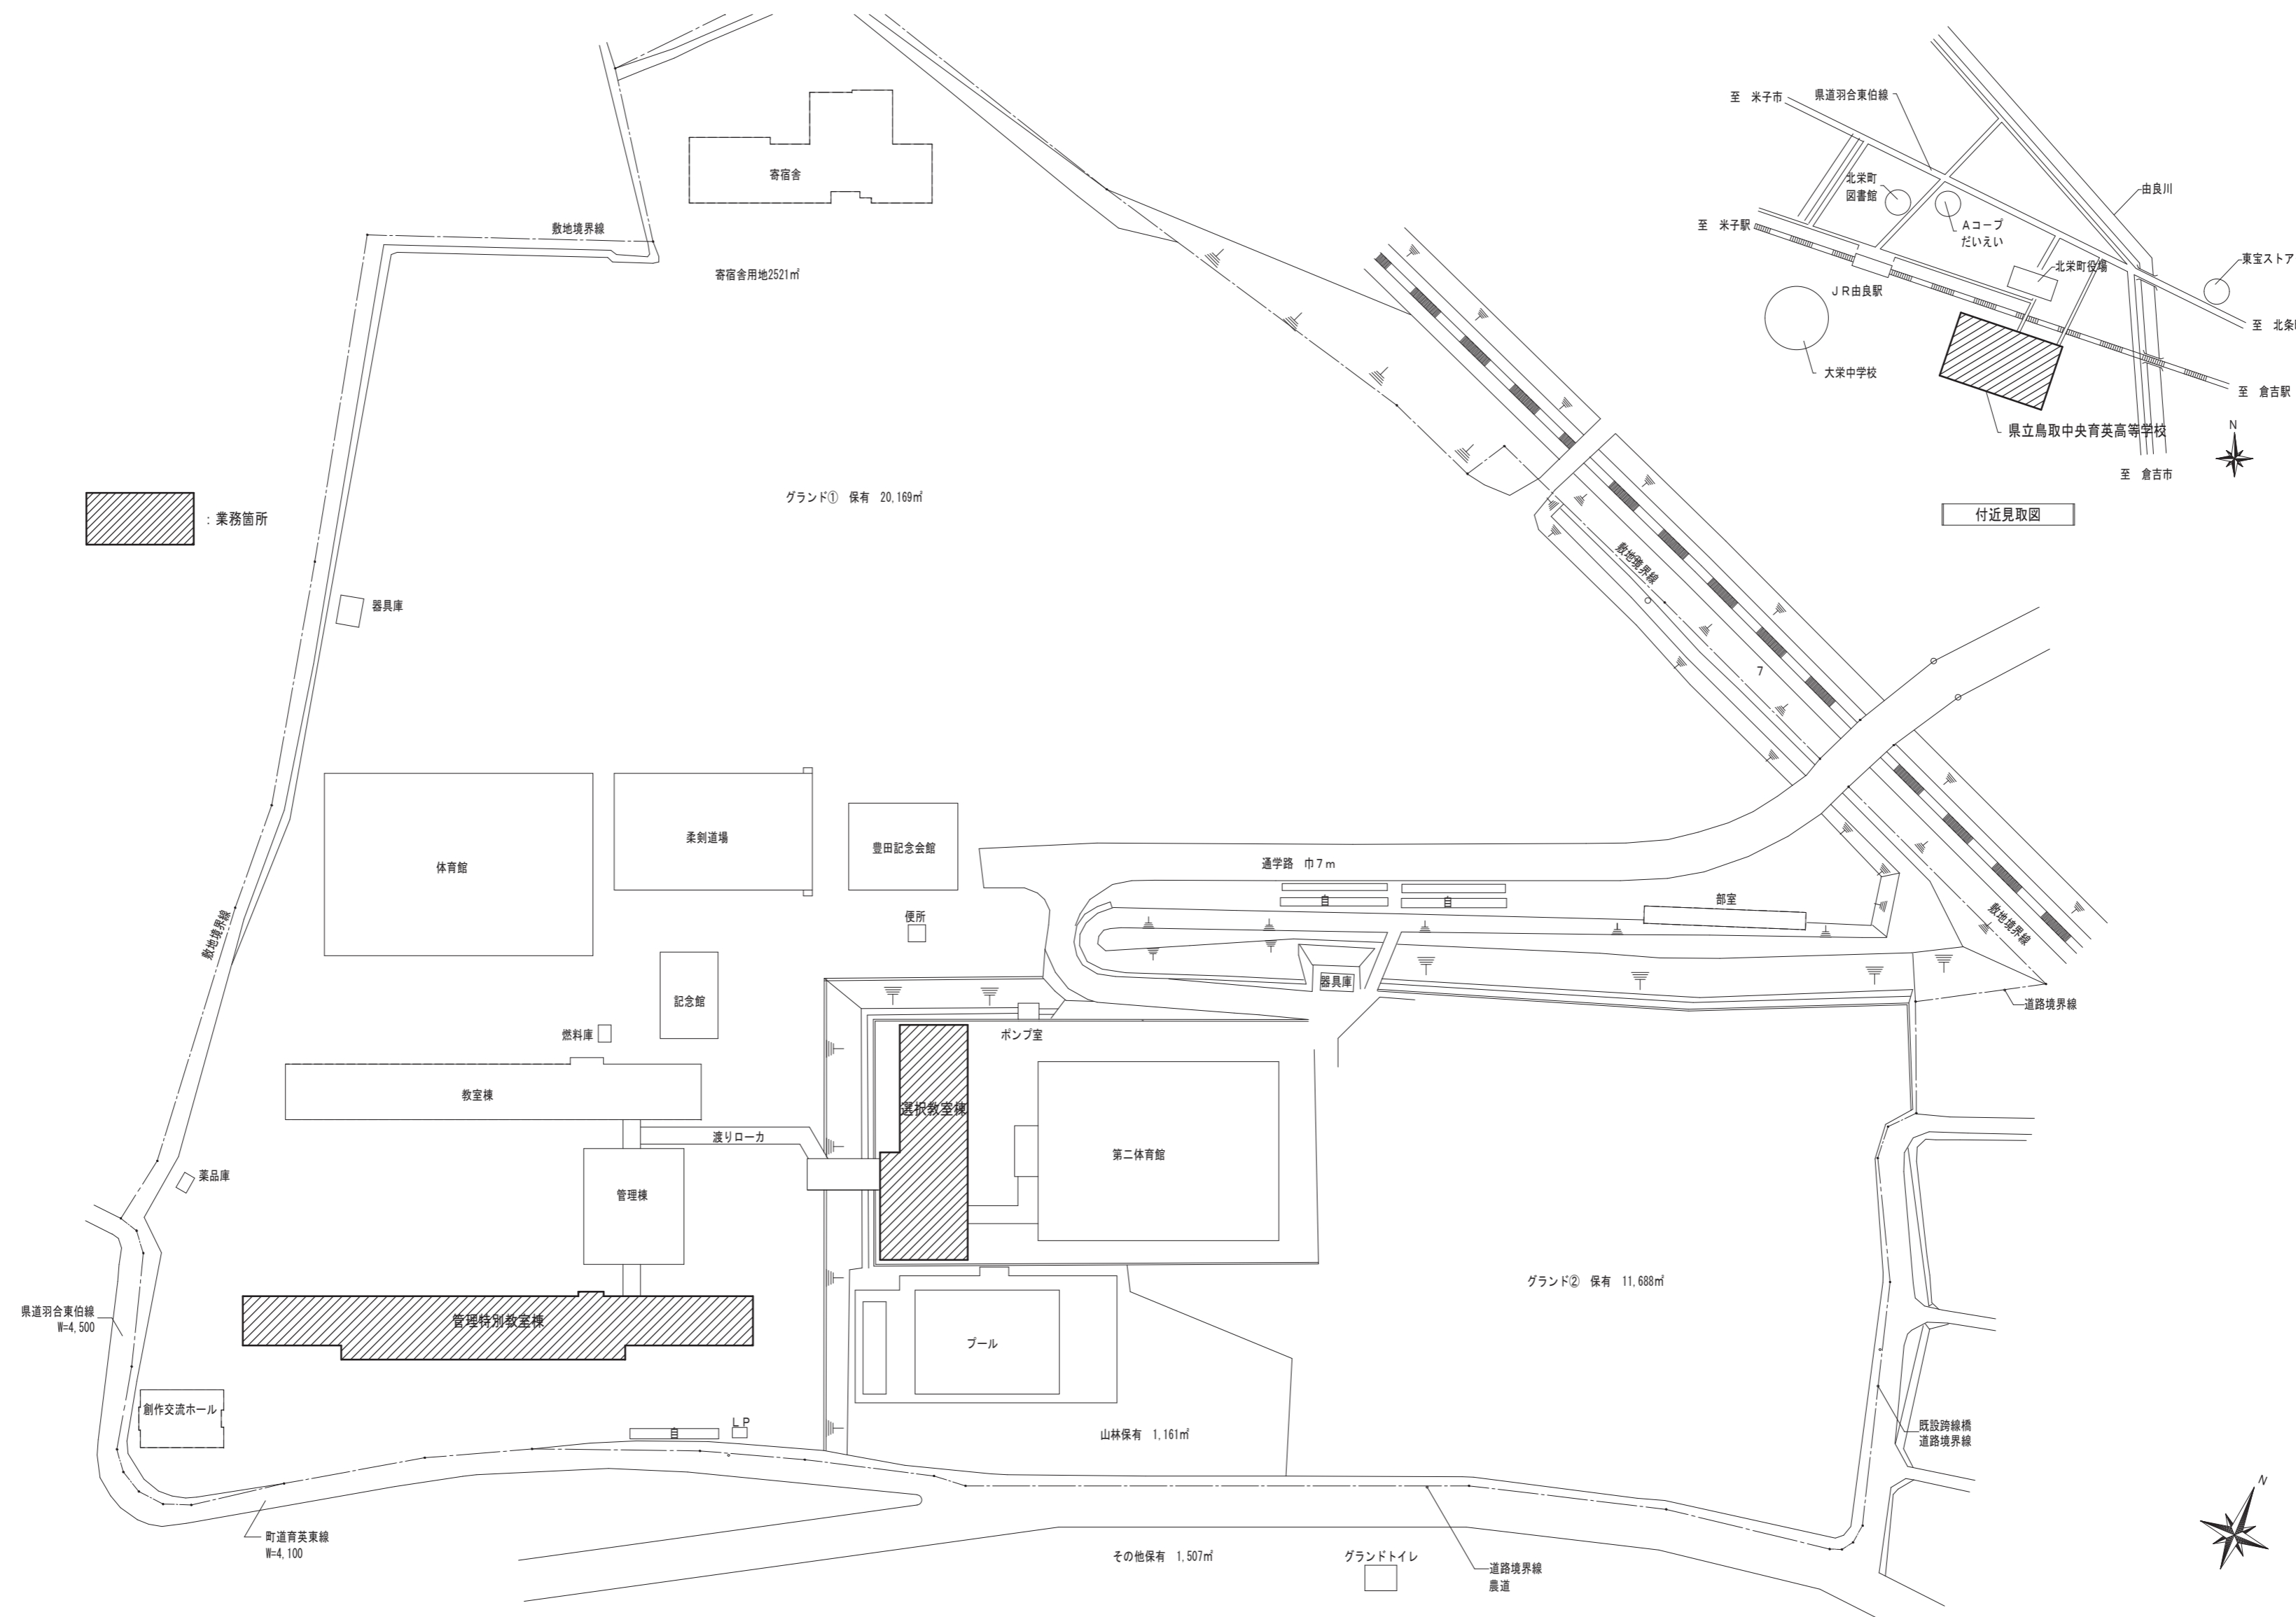 至 米子市
県道羽合東伯線
由良川
北栄町
図書館
Aコープ
だいえい
至 米子駅
JR由良駅
北栄町役場
東宝ストア
至 北条
大栄中学校
至 倉吉駅
県立鳥取中央育英高等学校
N
至 倉吉市
付近見取図
寄宿舎
敷地境界線
寄宿舎用地2521㎡
グランド① 保有 20,169㎡
:業務箇所
器具庫
敷地境界線
7
体育館
柔剣道場
豊田記念会館
通学路 巾7m
自
自
部室
便所
敷地境界線
敷地境界線
記念館
器具庫
道路境界線
燃料庫
ポンプ室
教室棟
選択教室棟
渡りローカ
第二体育館
薬品庫
管理棟
グランド② 保有 11,688㎡
県道羽合東伯線
W=4,500
管理特別教室棟
プール
創作交流ホール
自
LP
山林保有 1,161㎡
既設跨線橋
道路境界線
町道育英東線
W=4,100
その他保有 1,507㎡
グランドトイレ
道路境界線
農道
N